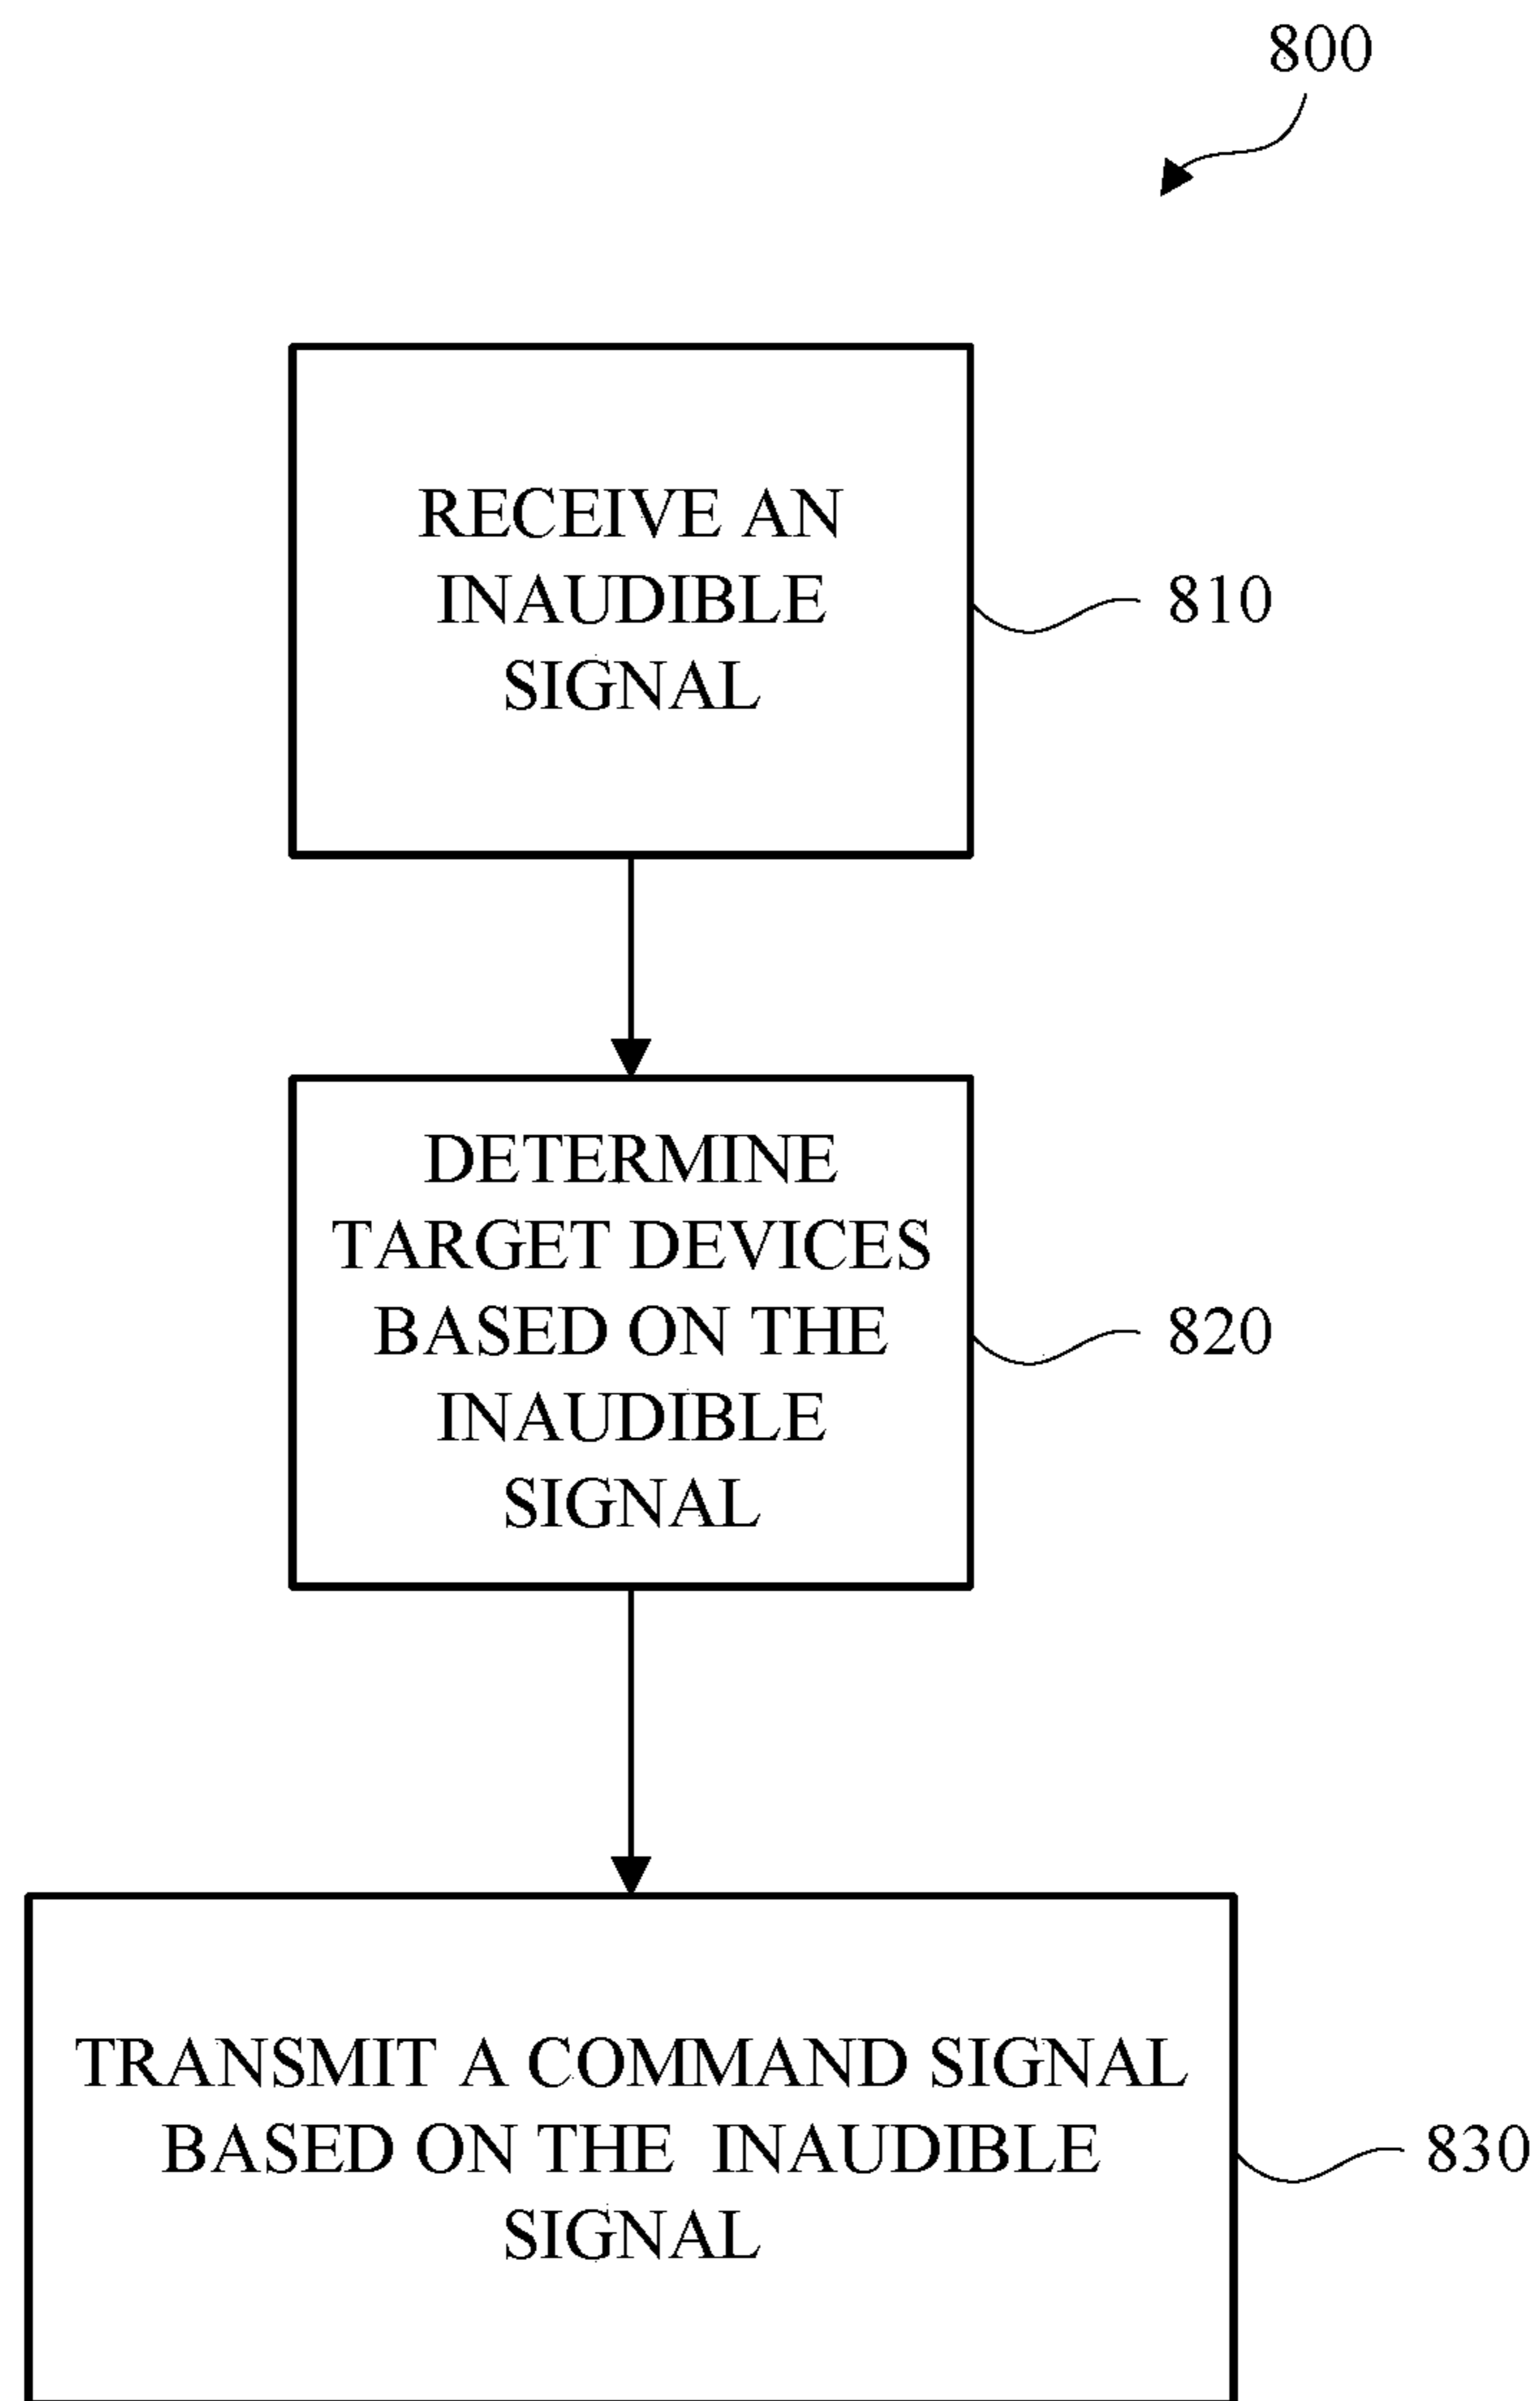 800
RECEIVE AN
INAUDIBLE
SIGNAL
810
DETERMINE
TARGET DEVICES
BASED ON THE
INAUDIBLE
SIGNAL
820
TRANSMIT A COMMAND SIGNAL
BASED ON THE INAUDIBLE
SIGNAL
830